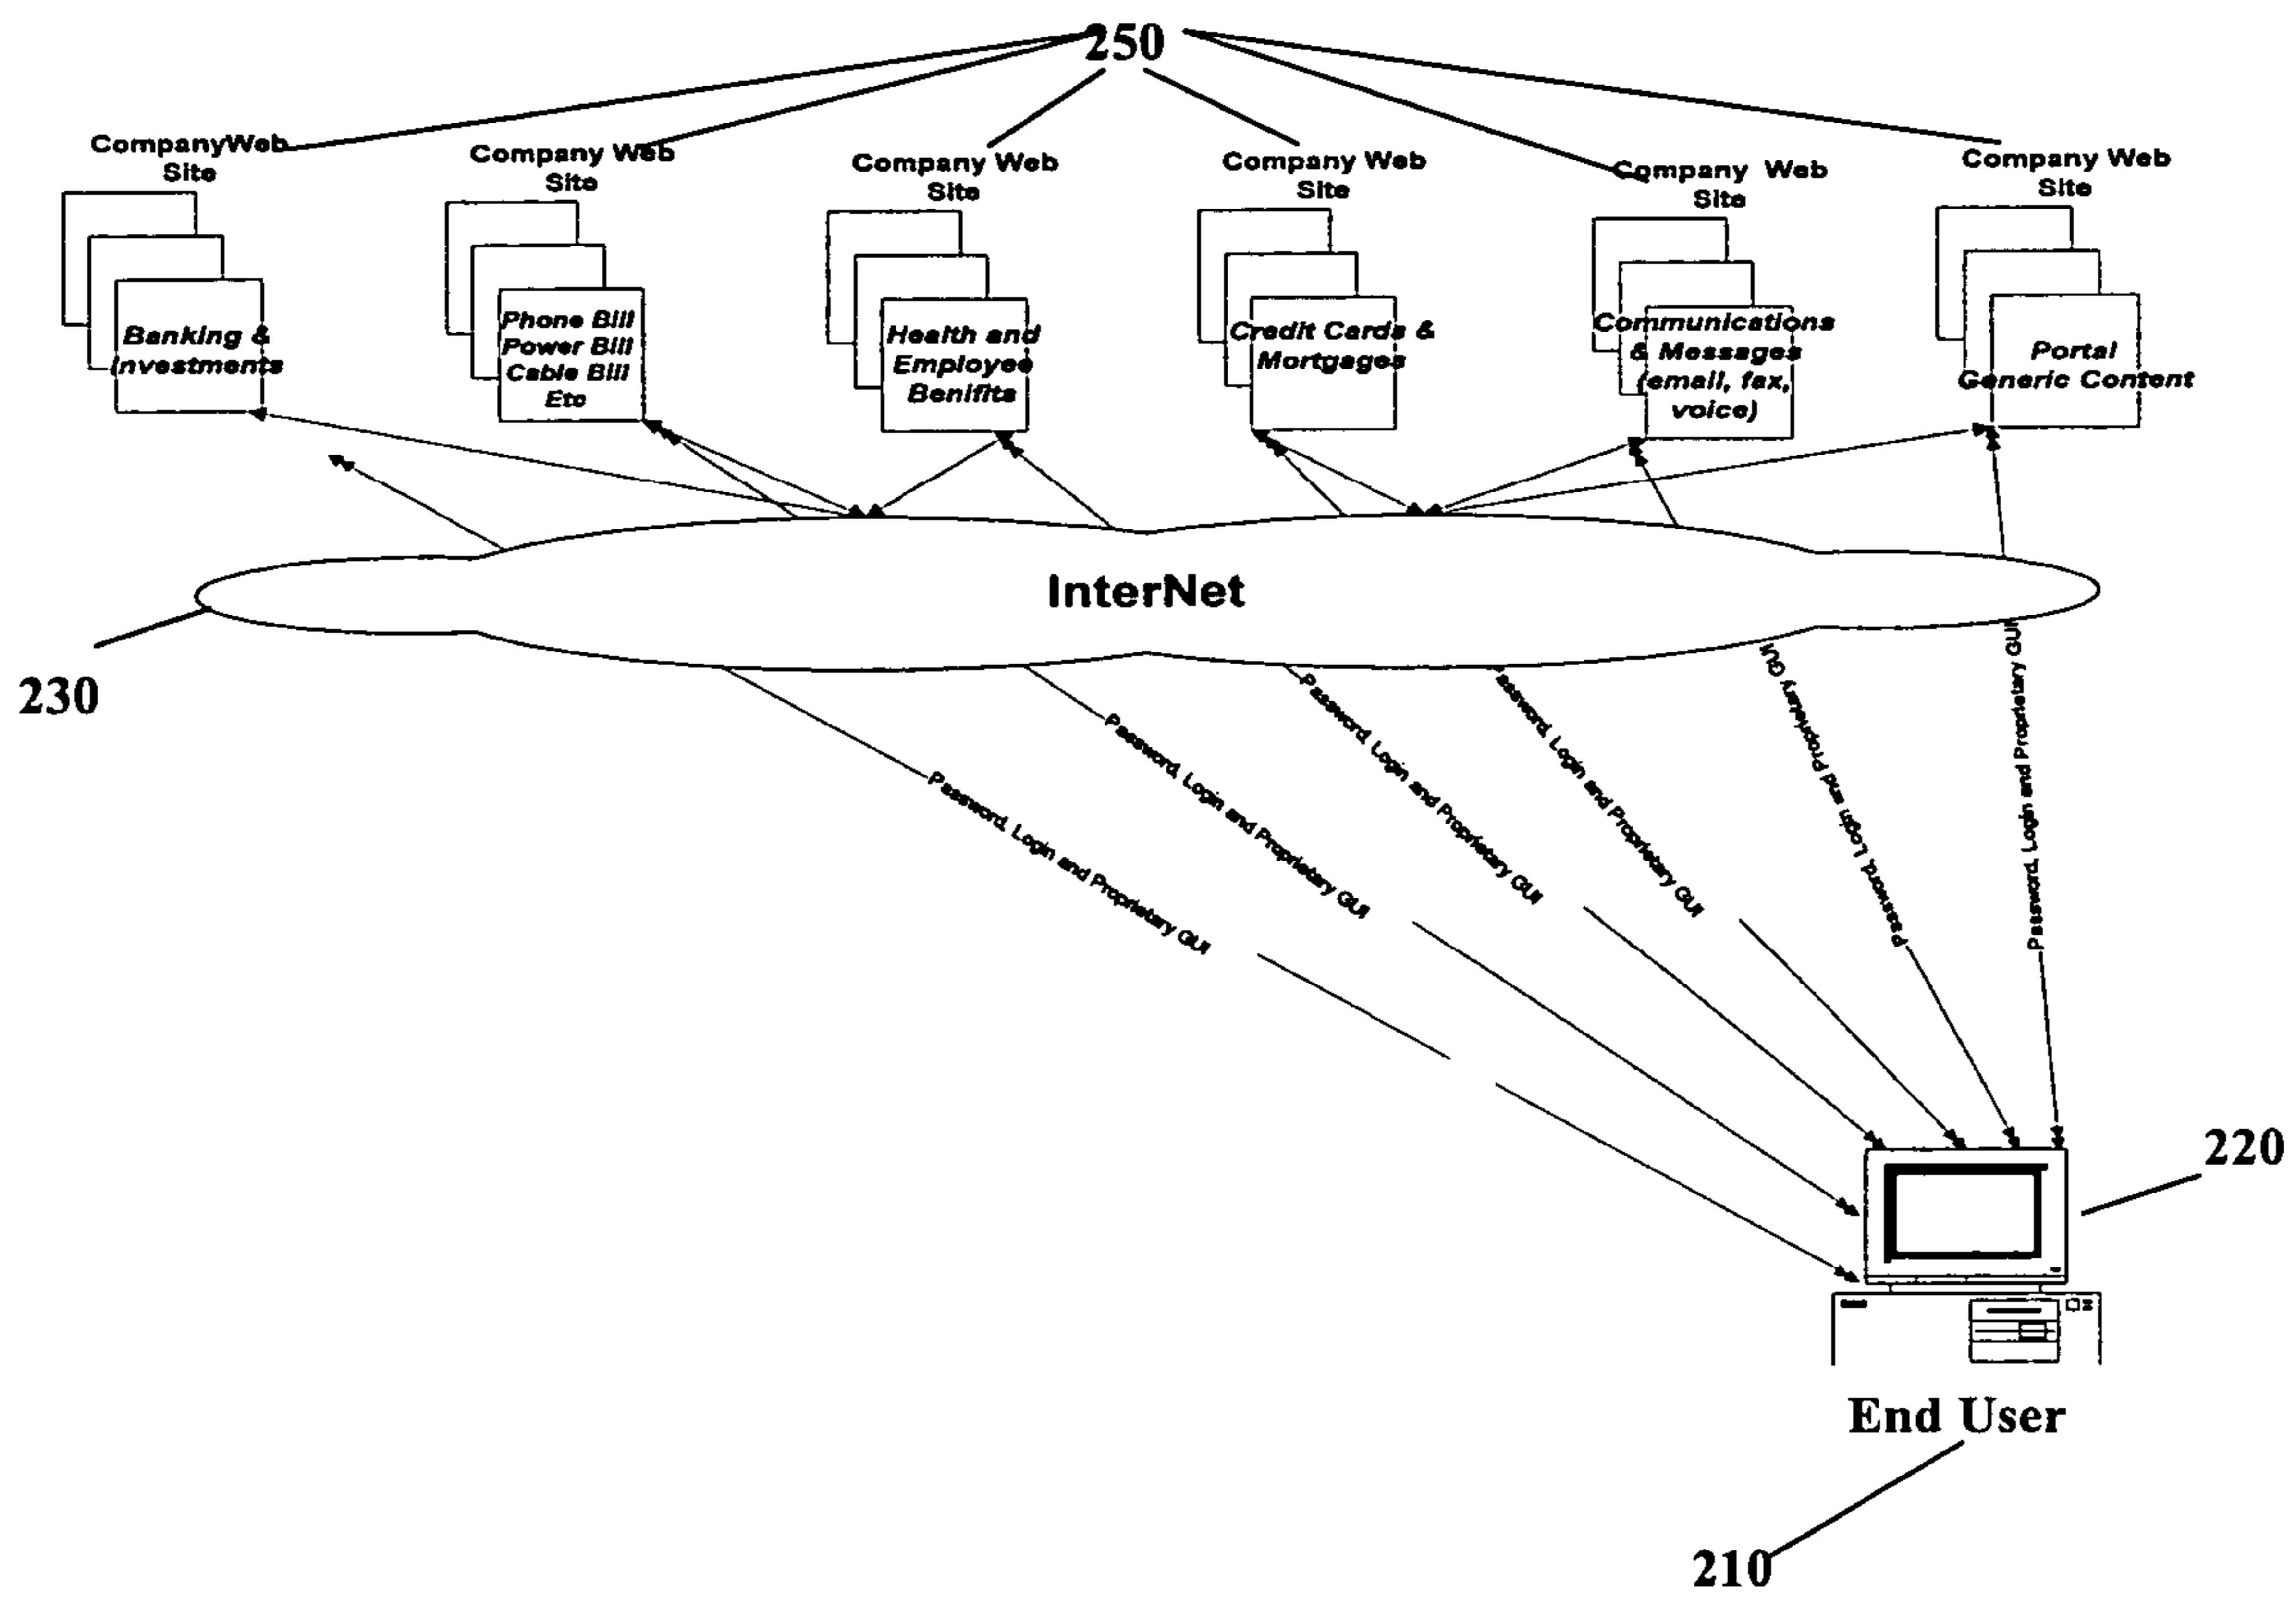 250
CompanyWeb
Site
Company Web
Site
Company Web
Site
Company Web
Site
Company Web
Site
Company Web
Site
Banking &
Investments
Phone Bill
Power Bill
Cable Bill
Etc
Health and
Employee
Benifits
Credit Cards &
Mortgages
Communications
& Messages
(email, fax,
voice)
Portal
Generic Content
InterNet
230
Password, Login and Proprietary GUI
Password, Login and Proprietary GUI
Password, Login and Proprietary GUI
assword, Login and Proprietary GUI
Password, Login and Proprietary GUI
Password, Login and Proprietary GUI
220
End User
210